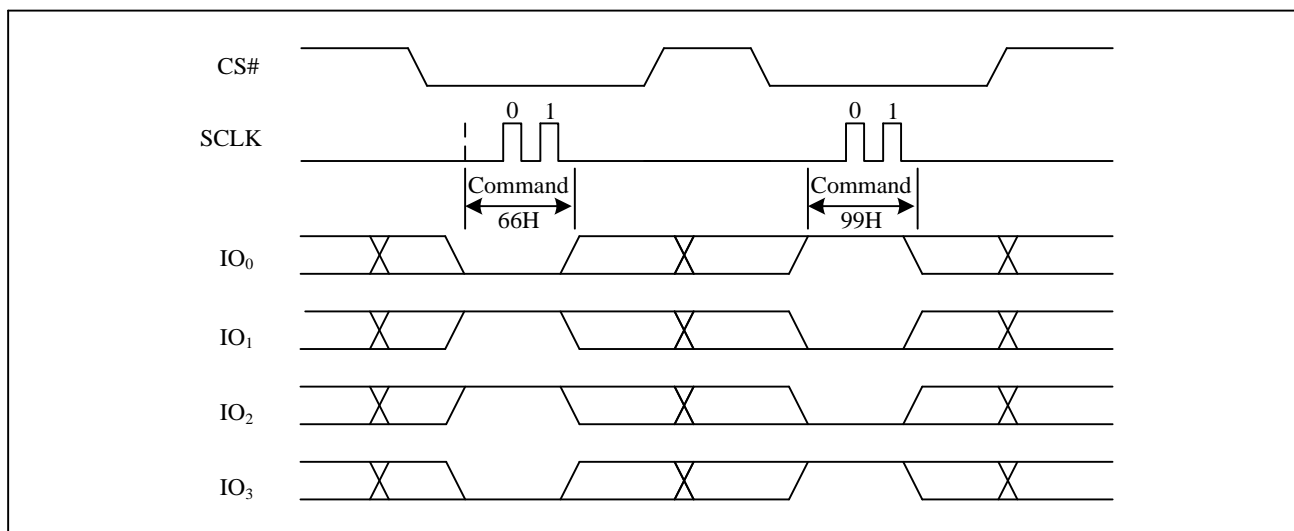 CS#
0 1 0 1
SCLK
Command Command
66H 99H
IO₀
IO₁
IO₂
IO₃